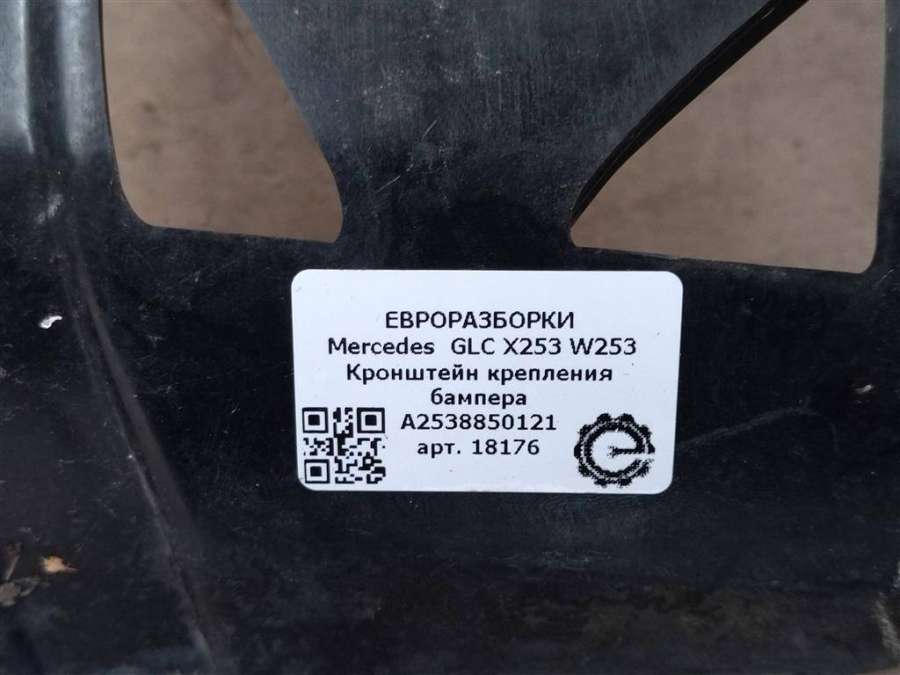 ЕВРОРАЗБОРКИ
Mercedes GLC X253 W253
Кронштейн крепления
бампера
A2538850121
арт. 18176